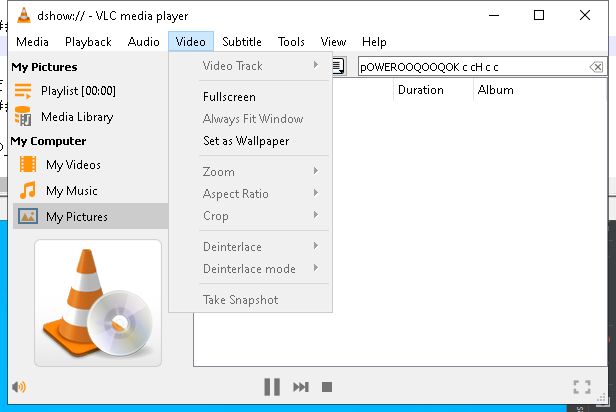 dshow:// - VLC media player
Media Playback Audio Video Subtitle Tools View Help
My Pictures
Playlist [00:00]
Media Library
My Computer
My Videos
My Music
My Pictures
Video Track
Fullscreen
Always Fit Window
Set as Wallpaper
Zoom
Aspect Ratio
Crop
Deinterlace
Deinterlace mode
Take Snapshot
pOWEROOQOOQOK c cH c c
Duration Album